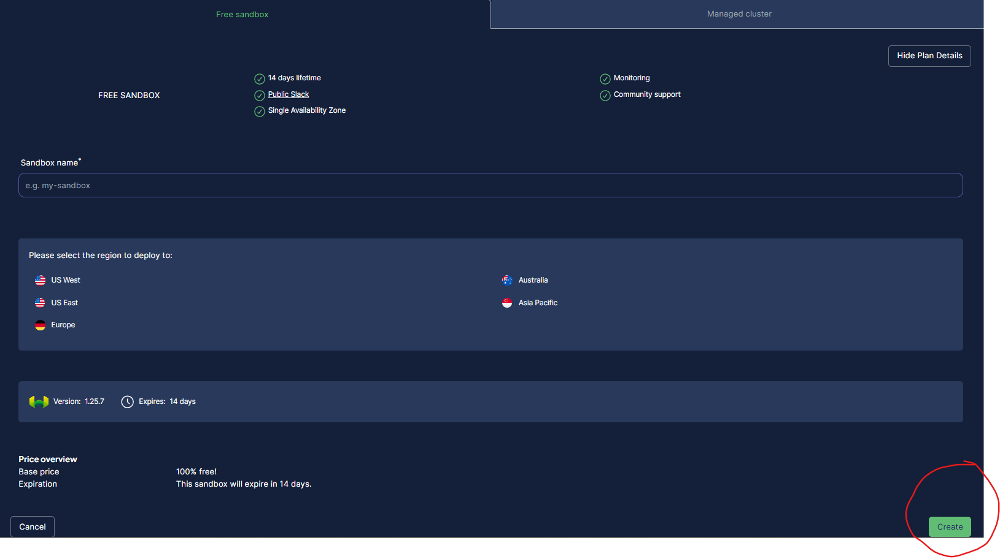 Free sandbox
Managed cluster
Hide Plan Details
FREE SANDBOX
14 days lifetime
Monitoring
Public Slack
Community support
Single Availability Zone
Sandbox name*
e.g. my-sandbox
Please select the region to deploy to:
US West
Australia
US East
Asia Pacific
Europe
Version: 1.25.7
Expires: 14 days
Price overview
Base price
100% free!
Expiration
This sandbox will expire in 14 days.
Cancel
Create